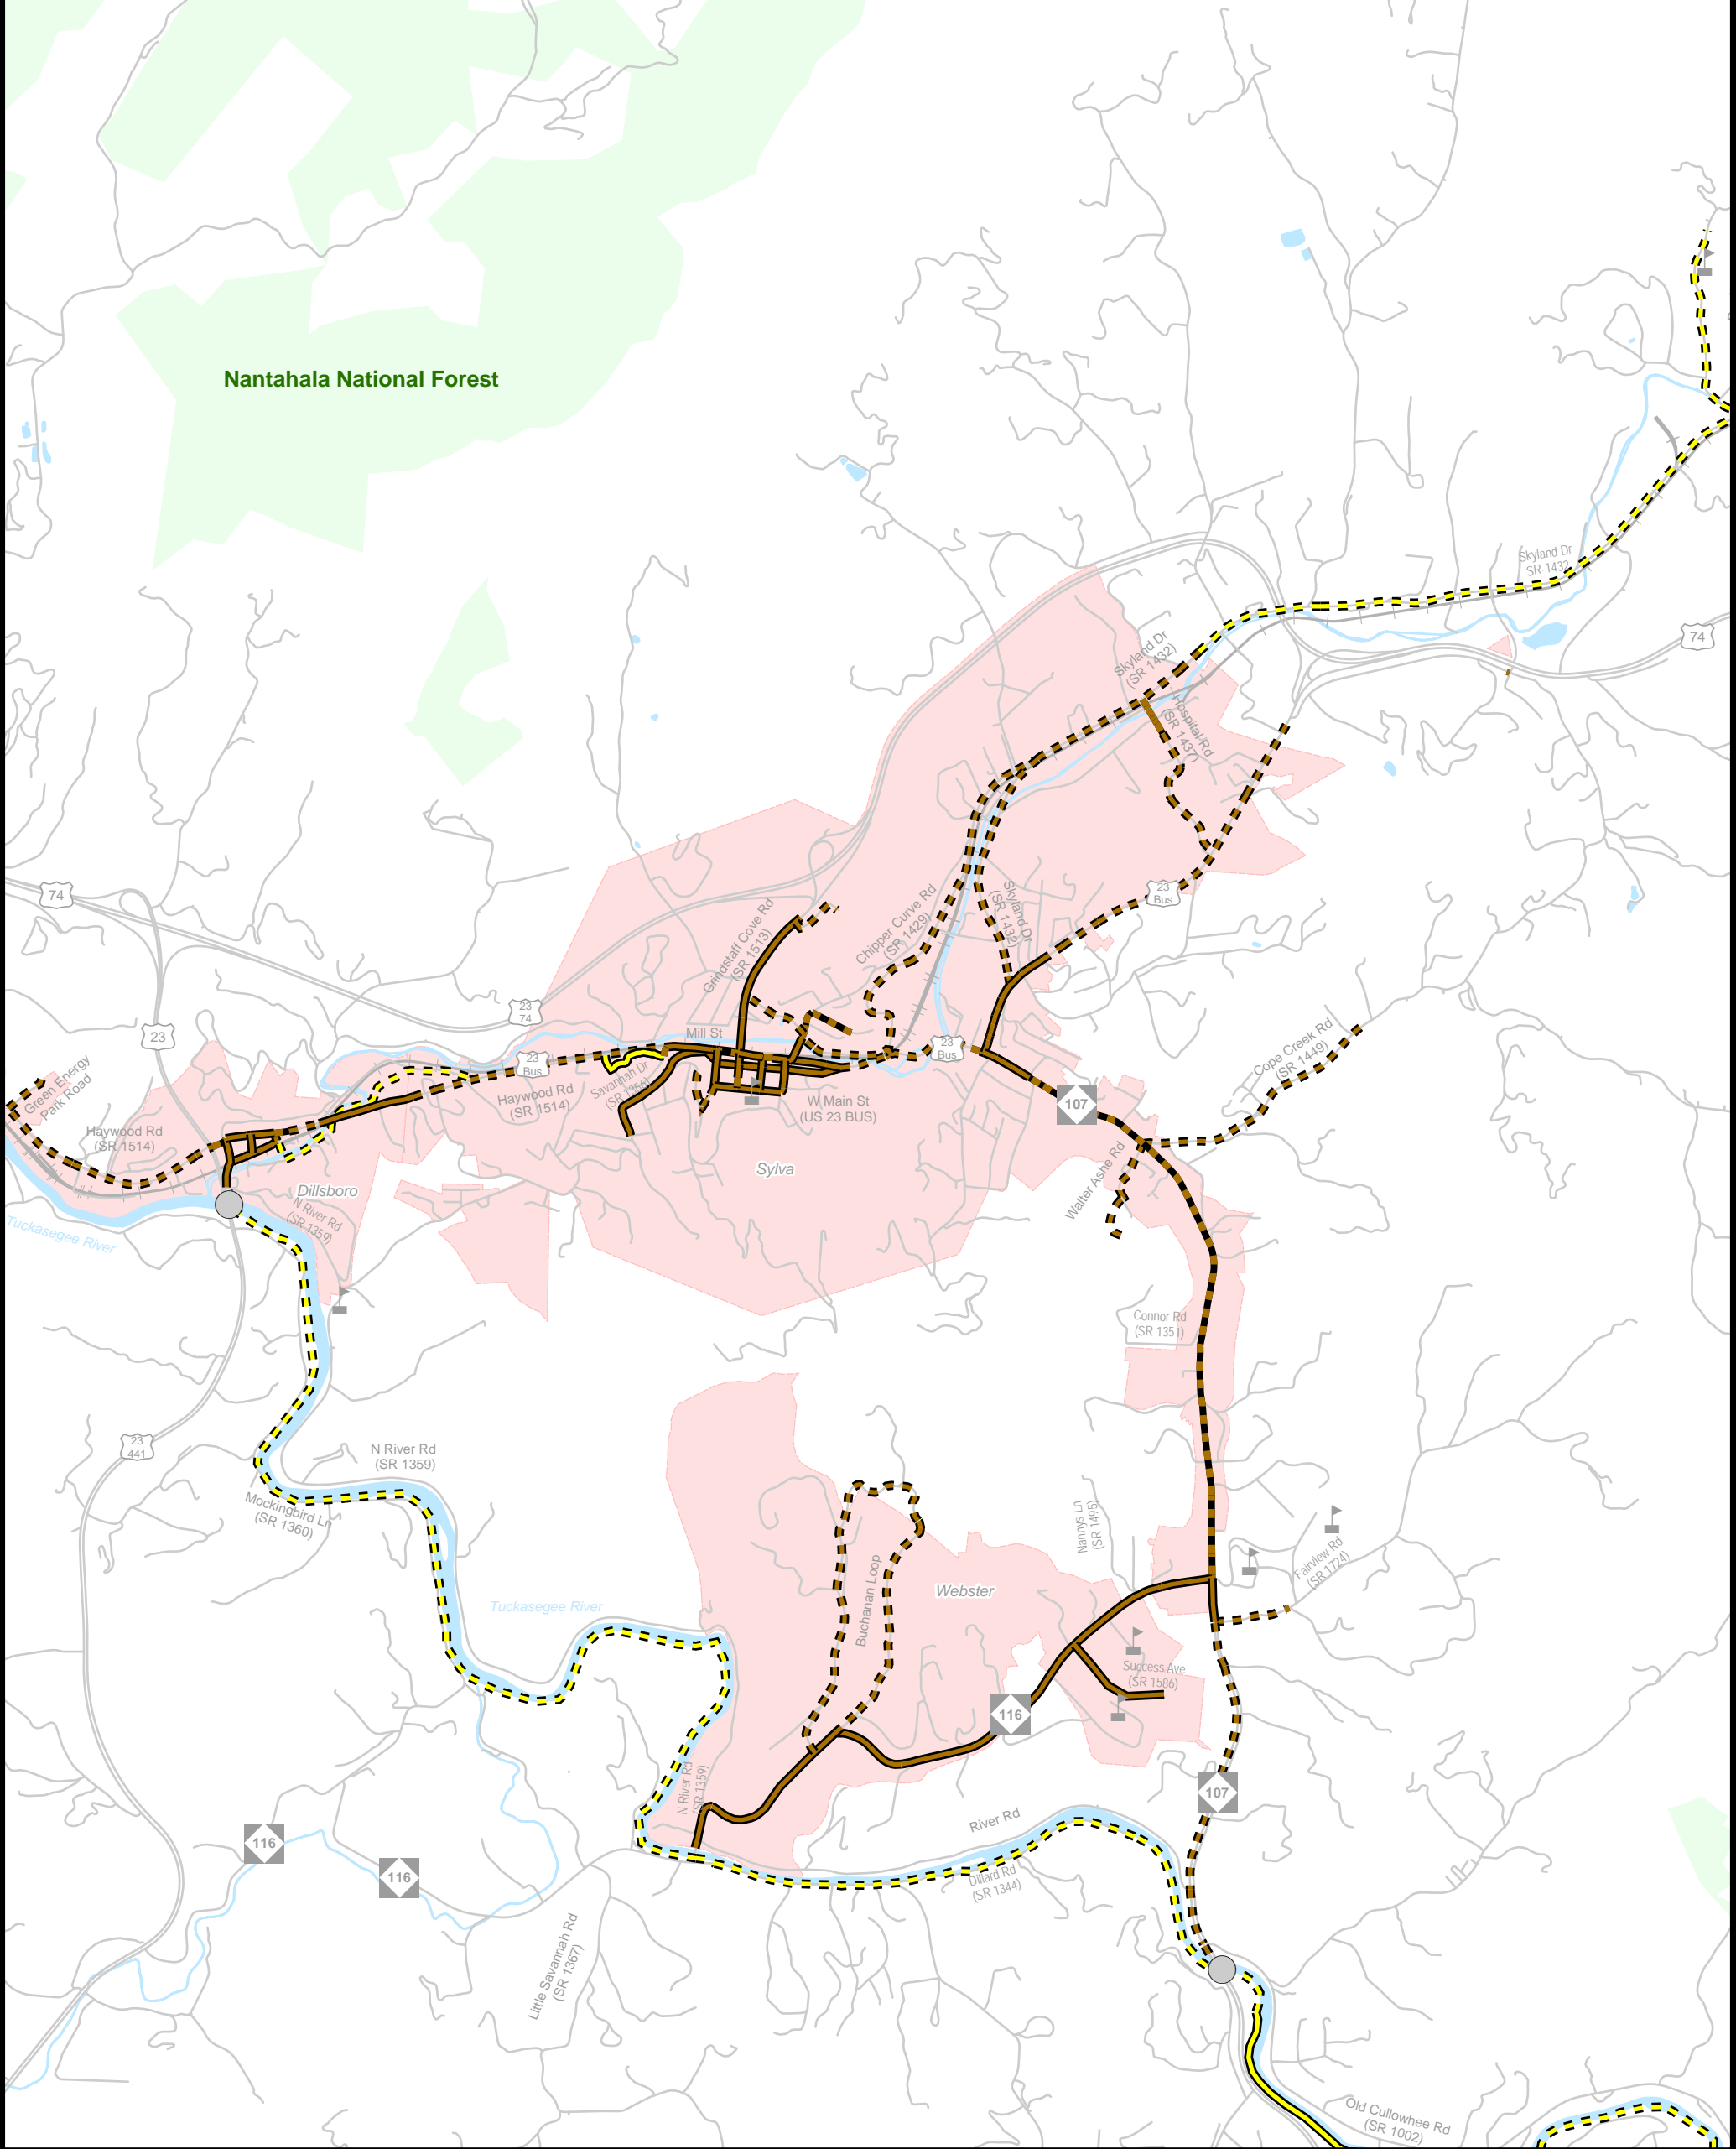 Nantahala National Forest
Skyland Dr
SR-1432
74
Skyland Dr
(SR 1432)
Hospital Rd
(SR 1437)
74
23
Bus
Chipper Curve Rd
(SR 1429)
Skyland Dr
(SR 1432)
Grindstaff Cove Rd
(SR 1513)
23
74
23
Mill St
23
Bus
23
Bus
Cope Creek Rd
(SR 1449)
Green Energy
Park Road
Haywood Rd
(SR 1514)
Savannah Dr
W Main St
(US 23 BUS)
107
Haywood Rd
(SR 1514)
Sylva
Walter Ashe Rd
Dillsboro
N River Rd
(SR 1359)
Tuckasegee River
Connor Rd
(SR 1351)
23
441
N River Rd
(SR 1359)
Mockingbird Ln
(SR 1360)
Nannys Ln
(SR 1495)
Fairview Rd
(SR 1724)
Buchanan Loop
Webster
Tuckasegee River
Success Ave
(SR 1586)
116
N River Rd
(SR 1359)
107
River Rd
116
116
Dillard Rd
(SR 1344)
Little Savannah Rd
(SR 1367)
Old Cullowhee Rd
(SR 1002)